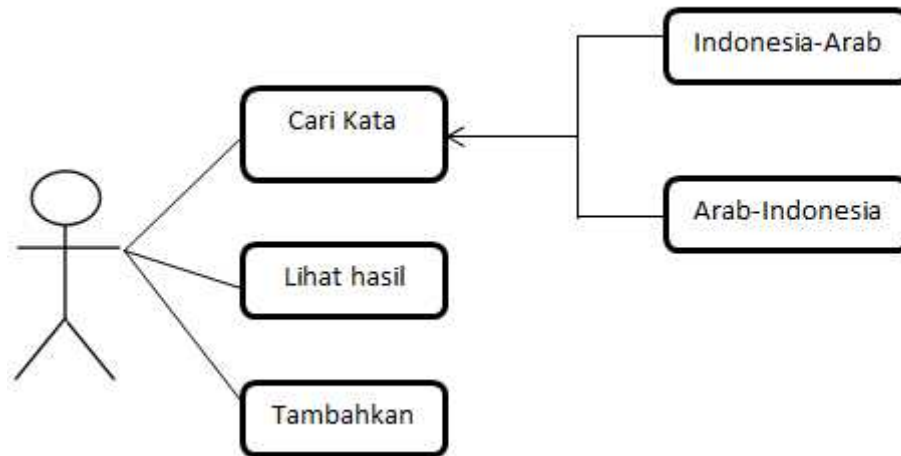 Indonesia-Arab
Cari Kata
Arab-Indonesia
Lihat hasil
Tambahkan